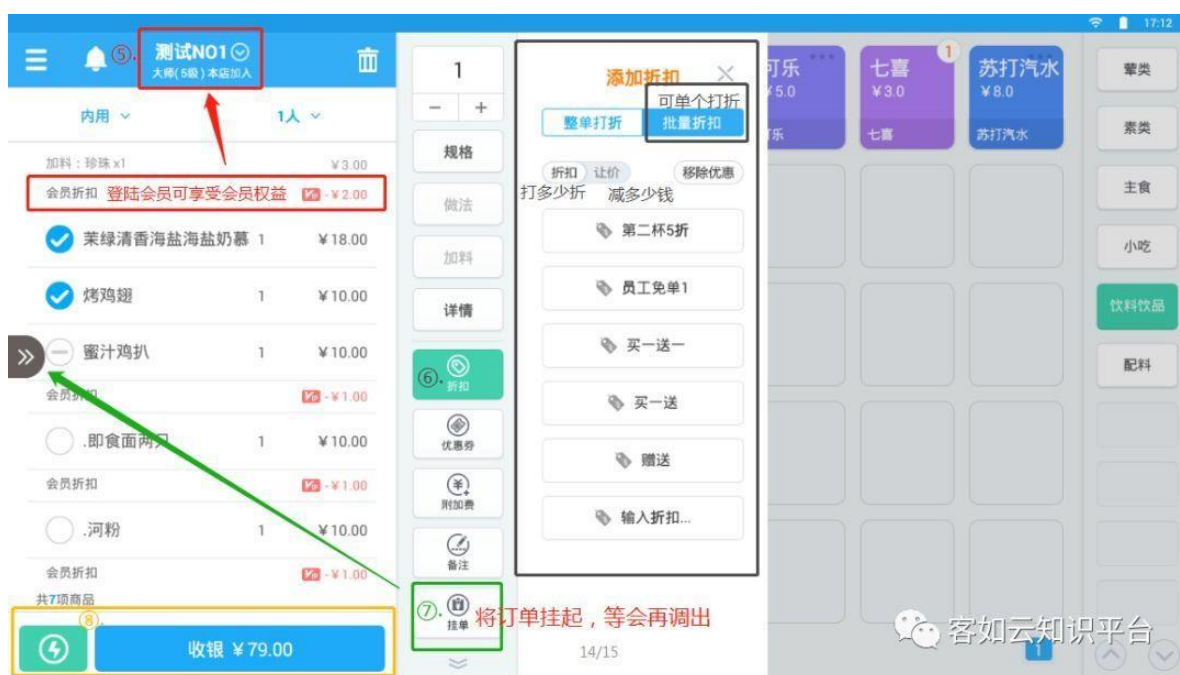 17:12
⑤.
测试NO1
大师(5级)本店加入
内用
1人
加料:珍珠 x1
¥3.00
会员折扣
登陆会员可享受会员权益
Vip
-¥2.00
茉绿清香海盐海盐奶慕 1 ¥18.00
烤鸡翅 1 ¥10.00
蜜汁鸡扒 1 ¥10.00
会员折扣
Vip -¥1.00
.即食面两只 1 ¥10.00
会员折扣 Vip -¥1.00
.河粉 1 ¥10.00
会员折扣 Vip -¥1.00
共7项商品
⑧.
收银 ¥79.00
1
− +
规格
做法
加料
详情
⑥.
折扣
优惠券
附加费
备注
⑦.
挂单
将订单挂起,等会再调出
添加折扣
可单个打折
整单打折
批量折扣
折扣
让价
移除优惠
打多少折
减多少钱
第二杯5折
员工免单1
买一送一
买一送
赠送
输入折扣...
14/15
可乐
¥5.0
乐
七喜
1
¥3.0
七喜
苏打汽水
¥8.0
苏打汽水
荤类
素类
主食
小吃
饮料饮品
配料
客如云知识平台
1